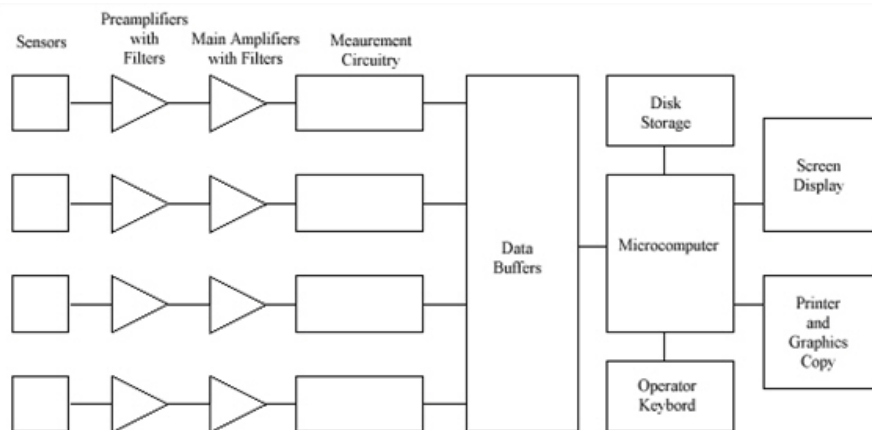 Sensors
Preamplifiers
with
Filters
Main Amplifiers
with Filters
Meaurement
Circuitry
Data
Buffers
Disk
Storage
Microcomputer
Operator
Keybord
Screen
Display
Printer
and
Graphics
Copy